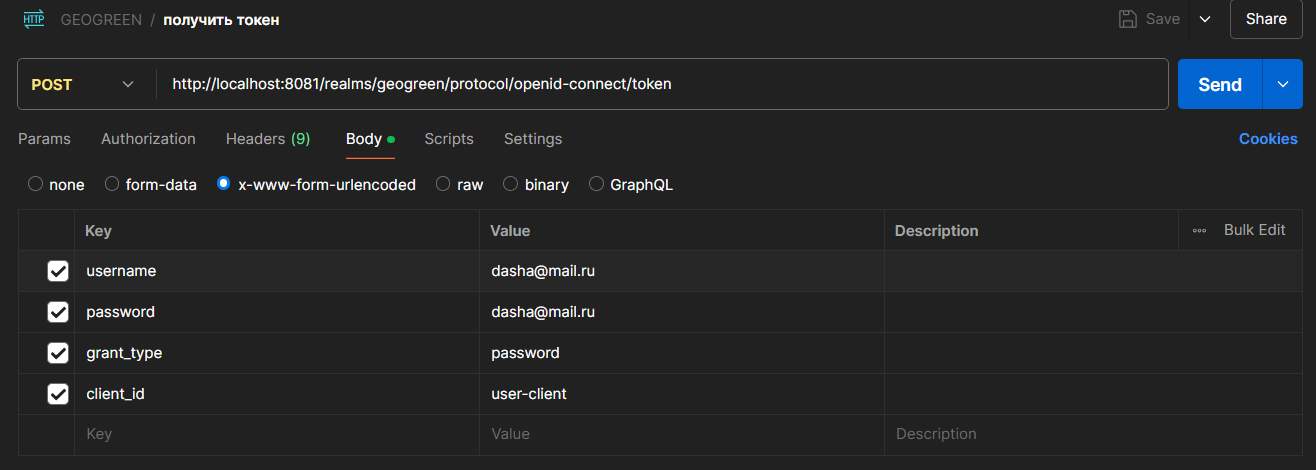 HTTP GEOGREEN / получить токен Save Share
POST http://localhost:8081/realms/geogreen/protocol/openid-connect/token Send
Params Authorization Headers (9) Body Scripts Settings Cookies
none form-data x-www-form-urlencoded raw binary GraphQL
Key Value Description Bulk Edit
username dasha@mail.ru
password dasha@mail.ru
grant_type password
client_id user-client
Key Value Description